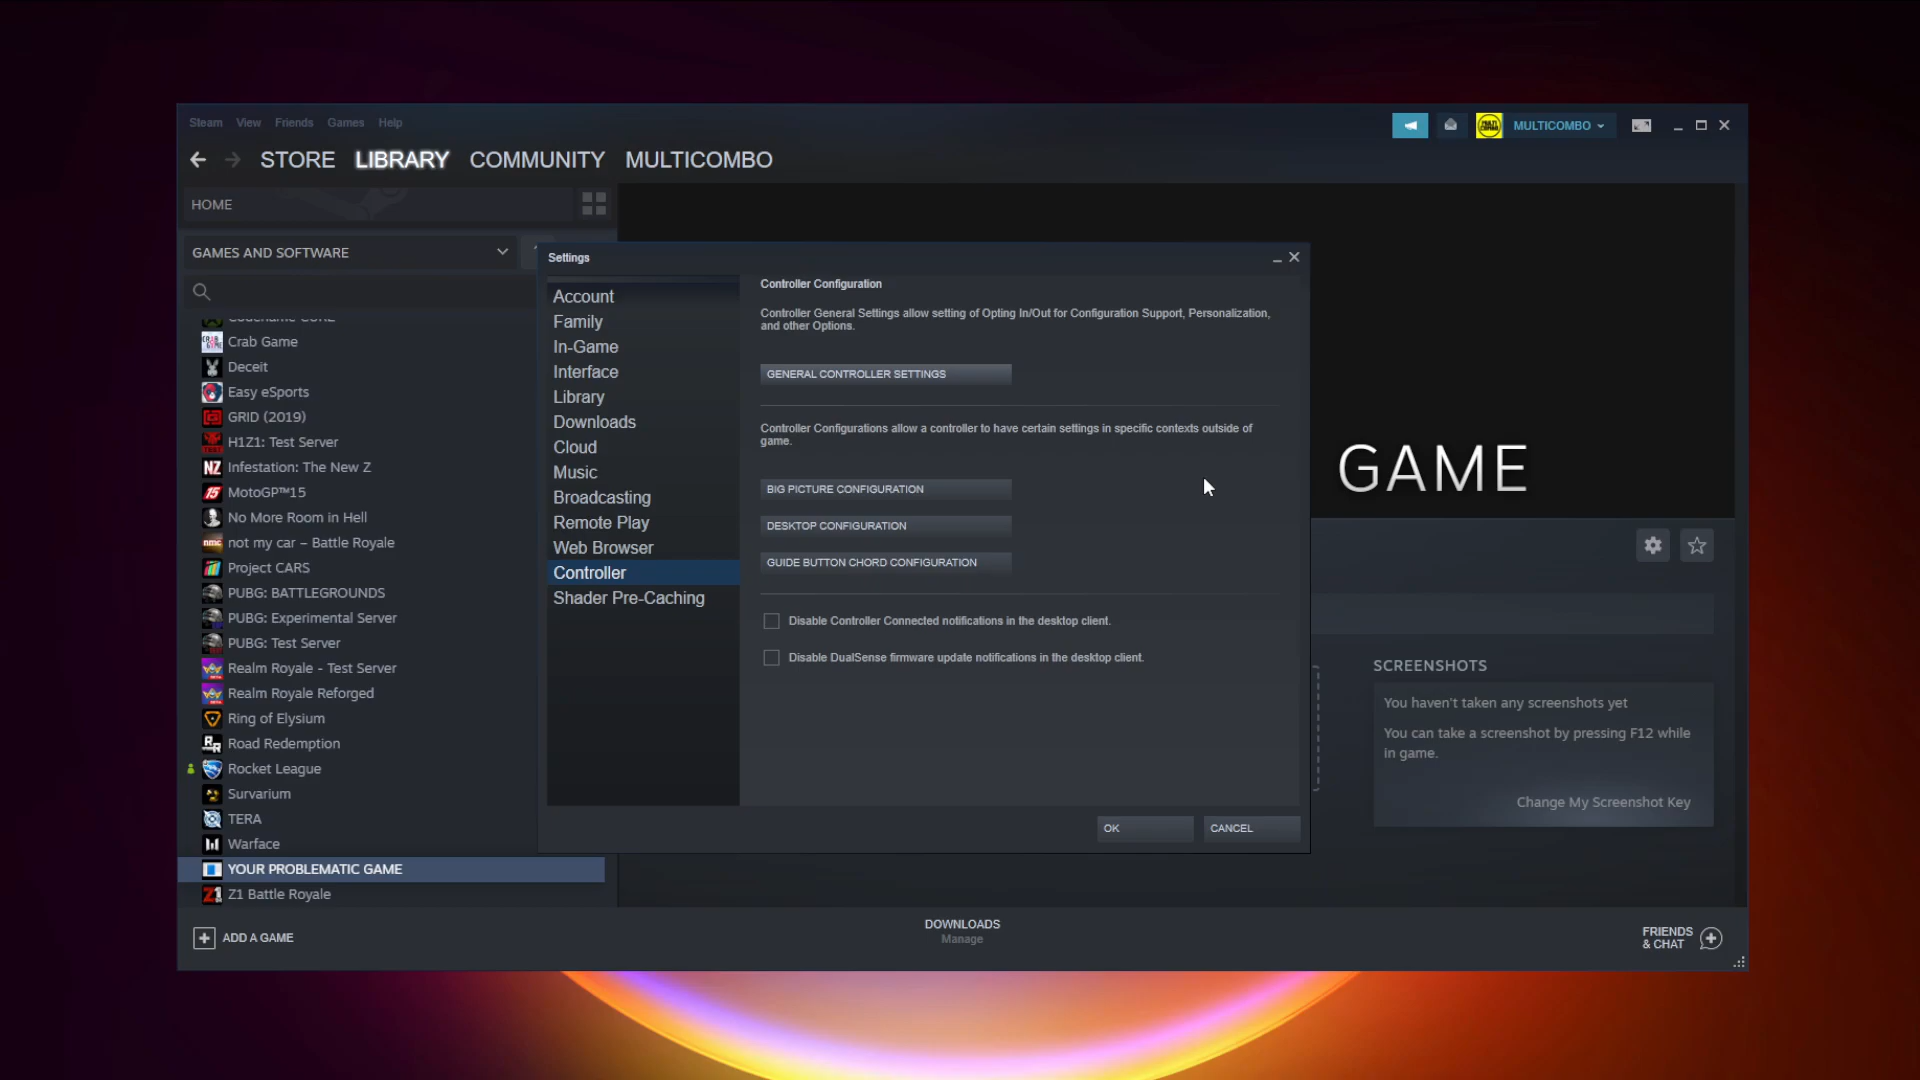 Steam View Friends Games Help
MULTICOMBO
STORE LIBRARY COMMUNITY MULTICOMBO
HOME
GAMES AND SOFTWARE
Crab Game
Deceit
Easy eSports
GRID (2019)
H1Z1: Test Server
Infestation: The New Z
MotoGP™15
No More Room in Hell
not my car – Battle Royale
Project CARS
PUBG: BATTLEGROUNDS
PUBG: Experimental Server
PUBG: Test Server
Realm Royale - Test Server
Realm Royale Reforged
Ring of Elysium
Road Redemption
Rocket League
Survarium
TERA
Warface
YOUR PROBLEMATIC GAME
Z1 Battle Royale
ADD A GAME
Settings
Account
Family
In-Game
Interface
Library
Downloads
Cloud
Music
Broadcasting
Remote Play
Web Browser
Controller
Shader Pre-Caching
Controller Configuration
Controller General Settings allow setting of Opting In/Out for Configuration Support, Personalization,
and other Options.
GENERAL CONTROLLER SETTINGS
Controller Configurations allow a controller to have certain settings in specific contexts outside of
game.
BIG PICTURE CONFIGURATION
DESKTOP CONFIGURATION
GUIDE BUTTON CHORD CONFIGURATION
Disable Controller Connected notifications in the desktop client.
Disable DualSense firmware update notifications in the desktop client.
OK CANCEL
GAME
SCREENSHOTS
You haven't taken any screenshots yet
You can take a screenshot by pressing F12 while
in game.
Change My Screenshot Key
DOWNLOADS
Manage
FRIENDS
& CHAT